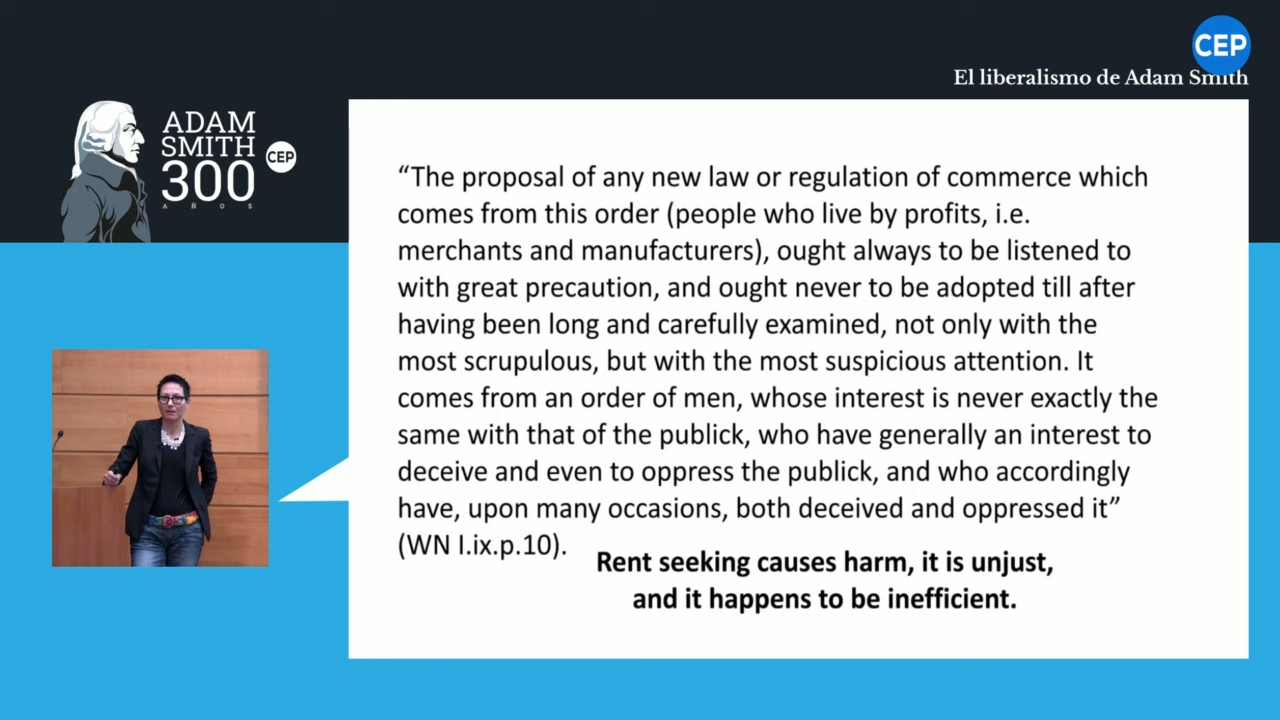 CEP
El liberalismo de Adam Smith
ADAM
SMITH
300
AÑOS
CEP
“The proposal of any new law or regulation of commerce which
comes from this order (people who live by profits, i.e.
merchants and manufacturers), ought always to be listened to
with great precaution, and ought never to be adopted till after
having been long and carefully examined, not only with the
most scrupulous, but with the most suspicious attention. It
comes from an order of men, whose interest is never exactly the
same with that of the publick, who have generally an interest to
deceive and even to oppress the publick, and who accordingly
have, upon many occasions, both deceived and oppressed it”
(WN I.ix.p.10).
Rent seeking causes harm, it is unjust,
and it happens to be inefficient.